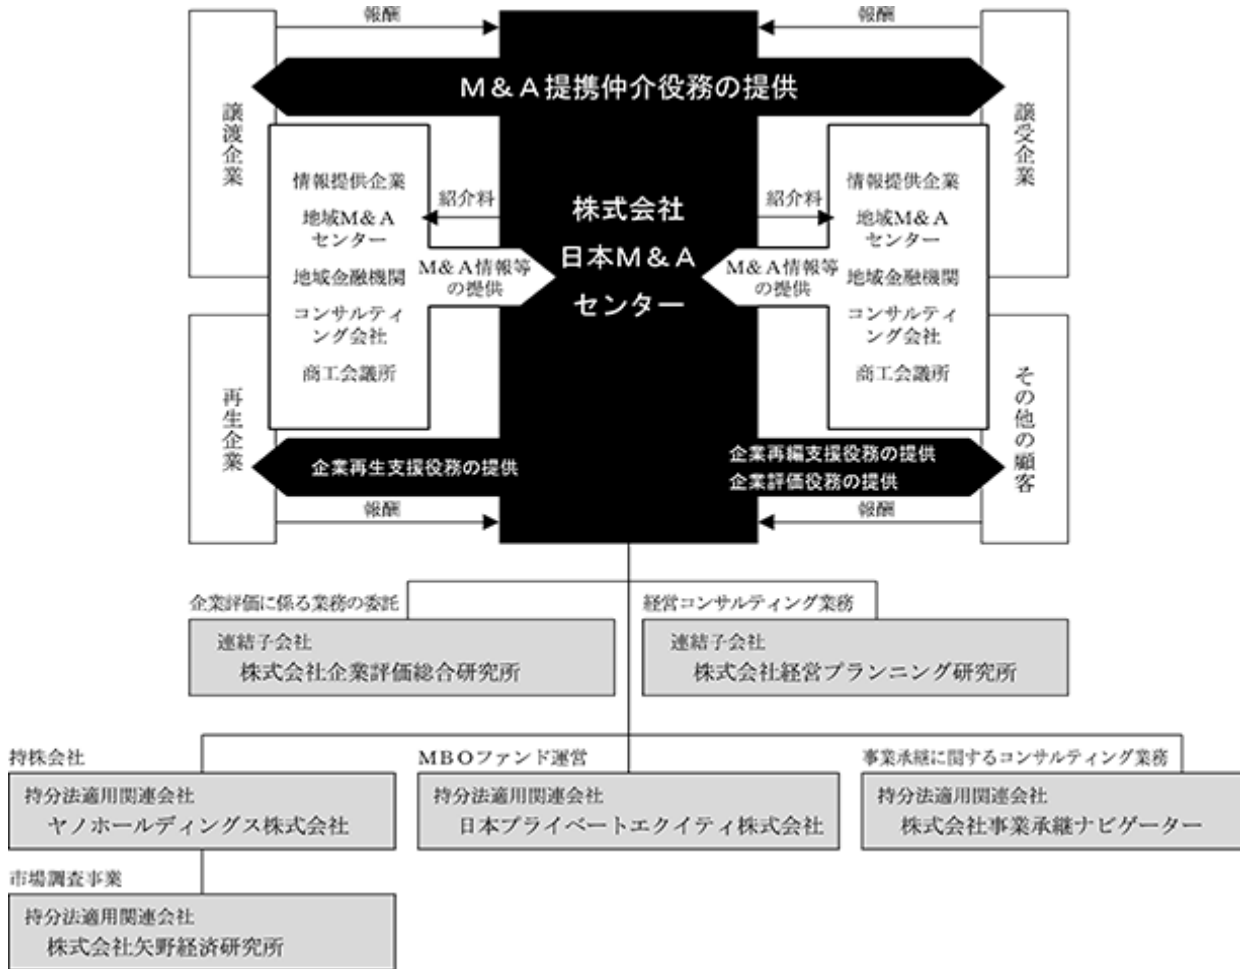 報酬
報酬
M&A提携仲介役務の提供
譲渡企業
譲受企業
情報提供企業
地域M&A
センター
地域金融機関
コンサルティ
ング会社
商工会議所
紹介料
M&A情報等
の提供
株式会社
日本M&A
センター
紹介料
M&A情報等
の提供
情報提供企業
地域M&A
センター
地域金融機関
コンサルティ
ング会社
商工会議所
再生企業
その他の顧客
企業再生支援役務の提供
企業再編支援役務の提供
企業評価役務の提供
報酬
報酬
企業評価に係る業務の委託
連結子会社
株式会社企業評価総合研究所
経営コンサルティング業務
連結子会社
株式会社経営プランニング研究所
持株会社
持分法適用関連会社
ヤノホールディングス株式会社
MBOファンド運営
持分法適用関連会社
日本プライベートエクイティ株式会社
事業承継に関するコンサルティング業務
持分法適用関連会社
株式会社事業承継ナビゲーター
市場調査事業
持分法適用関連会社
株式会社矢野経済研究所